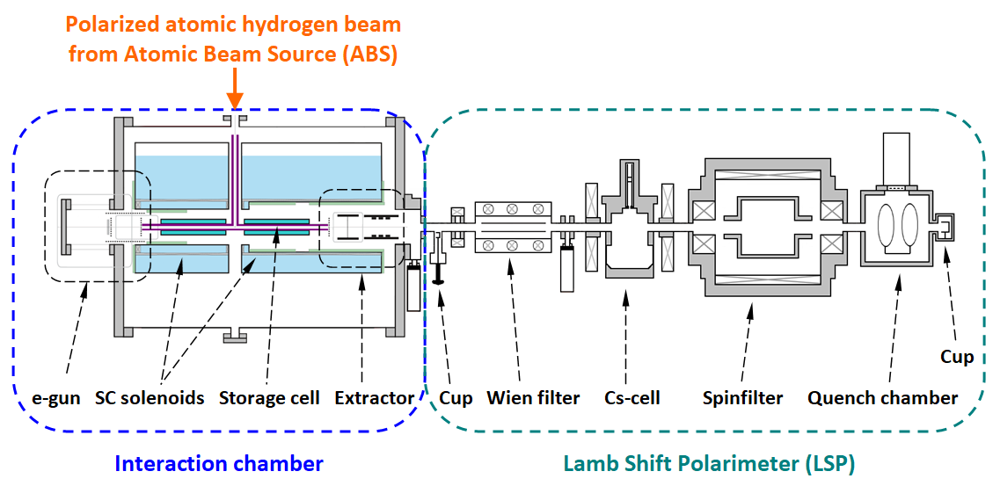 Polarized atomic hydrogen beam
from Atomic Beam Source (ABS)
Cup
e-gun SC solenoids Storage cell Extractor Cup Wien filter Cs-cell Spinfilter Quench chamber
Interaction chamber Lamb Shift Polarimeter (LSP)